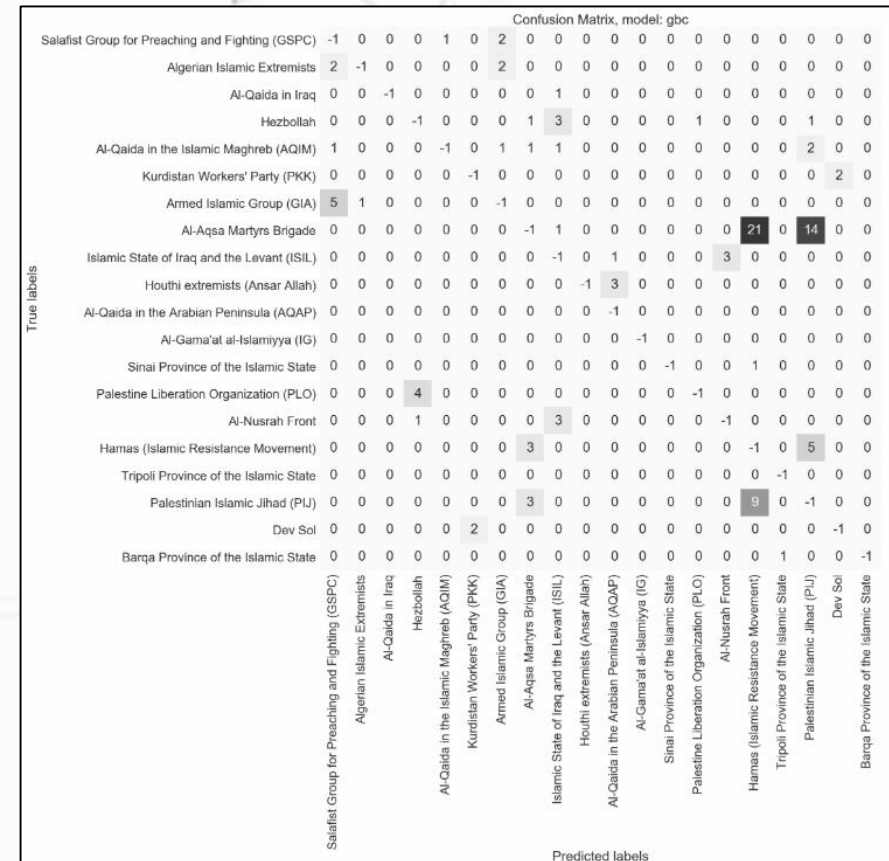 Confusion Matrix, model: gbc
Salafist Group for Preaching and Fighting (GSPC) -1 0 0 0 1 0 2 0 0 0 0 0 0 0 0 0 0 0 0 0
Algerian Islamic Extremists 2 -1 0 0 0 0 2 0 0 0 0 0 0 0 0 0 0 0 0 0
Al-Qaida in Iraq 0 0 -1 0 0 0 0 0 1 0 0 0 0 0 0 0 0 0 0 0
Hezbollah 0 0 0 -1 0 0 0 1 3 0 0 0 0 1 0 0 0 1 0 0
Al-Qaida in the Islamic Maghreb (AQIM) 1 0 0 0 -1 0 1 1 1 0 0 0 0 0 0 0 0 2 0 0
Kurdistan Workers' Party (PKK) 0 0 0 0 0 -1 0 0 0 0 0 0 0 0 0 0 0 0 2 0
Armed Islamic Group (GIA) 5 1 0 0 0 0 -1 0 0 0 0 0 0 0 0 0 0 0 0 0
Al-Aqsa Martyrs Brigade 0 0 0 0 0 0 0 -1 1 0 0 0 0 0 0 21 0 14 0 0
Islamic State of Iraq and the Levant (ISIL) 0 0 0 0 0 0 0 0 -1 0 1 0 0 0 3 0 0 0 0 0
Houthi extremists (Ansar Allah) 0 0 0 0 0 0 0 0 0 -1 3 0 0 0 0 0 0 0 0 0
Al-Qaida in the Arabian Peninsula (AQAP) 0 0 0 0 0 0 0 0 0 0 -1 0 0 0 0 0 0 0 0 0
Al-Gama'at al-Islamiyya (IG) 0 0 0 0 0 0 0 0 0 0 0 -1 0 0 0 0 0 0 0 0
Sinai Province of the Islamic State 0 0 0 0 0 0 0 0 0 0 0 0 -1 0 0 1 0 0 0 0
Palestine Liberation Organization (PLO) 0 0 0 4 0 0 0 0 0 0 0 0 0 -1 0 0 0 0 0 0
Al-Nusrah Front 0 0 0 1 0 0 0 0 3 0 0 0 0 0 -1 0 0 0 0 0
Hamas (Islamic Resistance Movement) 0 0 0 0 0 0 0 3 0 0 0 0 0 0 0 -1 0 5 0 0
Tripoli Province of the Islamic State 0 0 0 0 0 0 0 0 0 0 0 0 0 0 0 0 -1 0 0 0
Palestinian Islamic Jihad (PIJ) 0 0 0 0 0 0 0 3 0 0 0 0 0 0 0 9 0 -1 0 0
Dev Sol 0 0 0 0 0 2 0 0 0 0 0 0 0 0 0 0 0 0 -1 0
Barqa Province of the Islamic State 0 0 0 0 0 0 0 0 0 0 0 0 0 0 0 0 1 0 0 -1
True labels
Salafist Group for Preaching and Fighting (GSPC)
Algerian Islamic Extremists
Al-Qaida in Iraq
Hezbollah
Al-Qaida in the Islamic Maghreb (AQIM)
Kurdistan Workers' Party (PKK)
Armed Islamic Group (GIA)
Al-Aqsa Martyrs Brigade
Islamic State of Iraq and the Levant (ISIL)
Houthi extremists (Ansar Allah)
Al-Qaida in the Arabian Peninsula (AQAP)
Al-Gama'at al-Islamiyya (IG)
Sinai Province of the Islamic State
Palestine Liberation Organization (PLO)
Al-Nusrah Front
Hamas (Islamic Resistance Movement)
Tripoli Province of the Islamic State
Palestinian Islamic Jihad (PIJ)
Dev Sol
Barqa Province of the Islamic State
Predicted labels